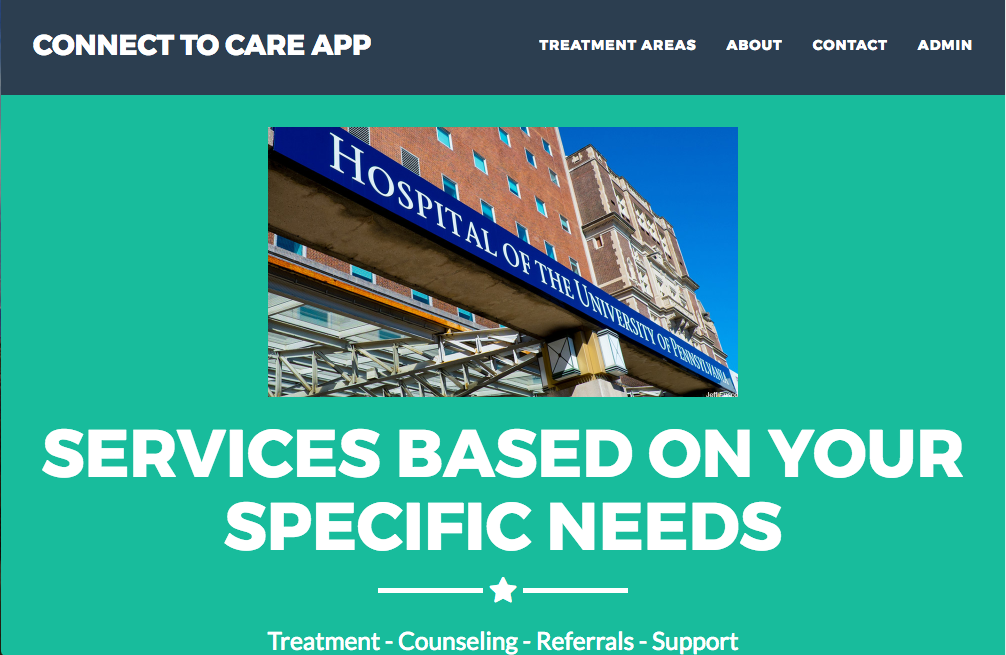 CONNECT TO CARE APP
TREATMENT AREAS ABOUT CONTACT ADMIN
HOSPITAL OF THE UNIVERSITY OF PENNSYLVANIA
SERVICES BASED ON YOUR
SPECIFIC NEEDS
Treatment - Counseling - Referrals - Support